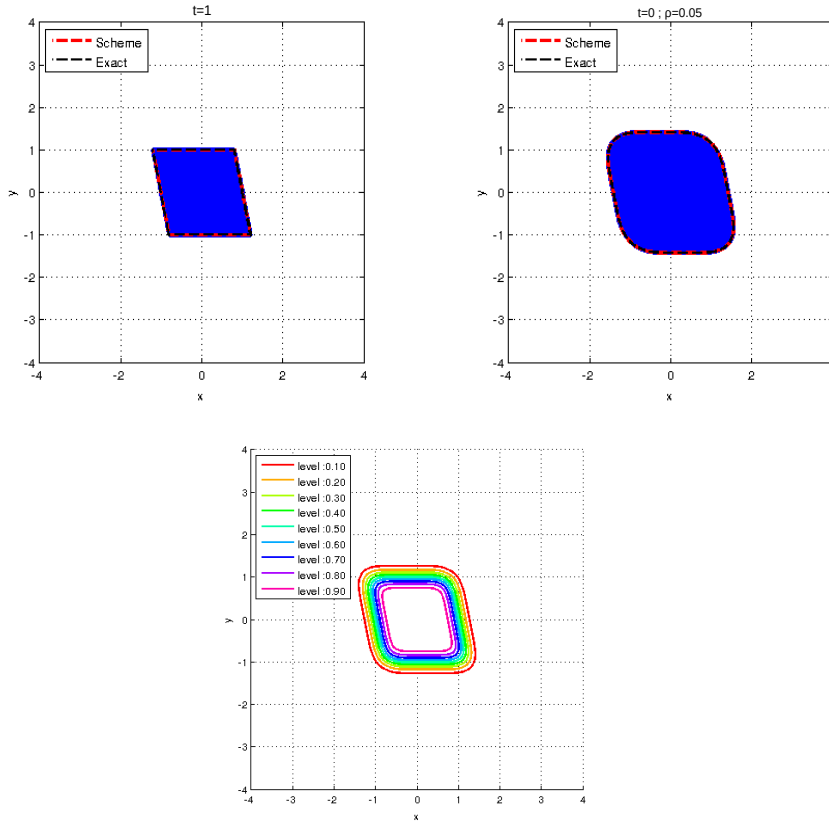 t=1
Scheme
Exact
4
3
2
1
0
-1
-2
-3
-4
y
-4
-2
0
2
4
x
t=0 ; ρ=0.05
Scheme
Exact
4
3
2
1
0
-1
-2
-3
-4
y
-4
-2
0
2
x
level :0.10
level :0.20
level :0.30
level :0.40
level :0.50
level :0.60
level :0.70
level :0.80
level :0.90
4
3
2
1
0
-1
-2
-3
-4
y
-4
-3
-2
-1
0
1
2
3
4
x